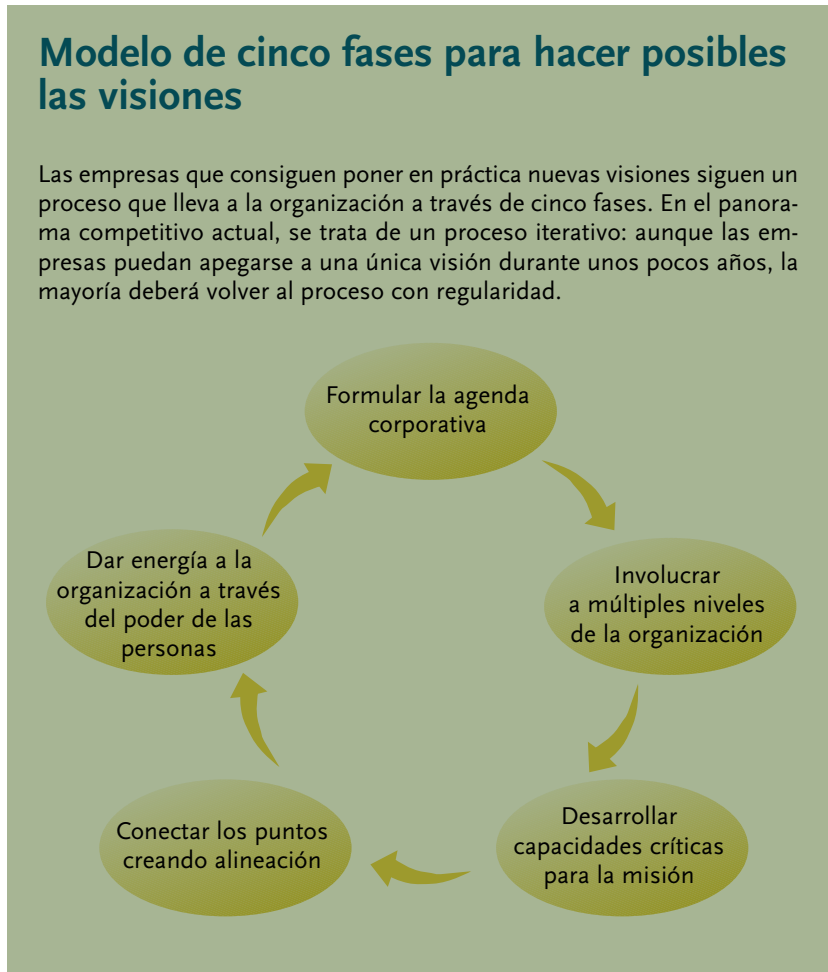 Modelo de cinco fases para hacer posibles
las visiones
Las empresas que consiguen poner en práctica nuevas visiones siguen un
proceso que lleva a la organización a través de cinco fases. En el panora-
ma competitivo actual, se trata de un proceso iterativo: aunque las em-
presas puedan apegarse a una única visión durante unos pocos años, la
mayoría deberá volver al proceso con regularidad.
Formular la agenda
corporativa
Involucrar
a múltiples niveles
de la organización
Desarrollar
capacidades críticas
para la misión
Conectar los puntos
creando alineación
Dar energía a la
organización a través
del poder de las
personas